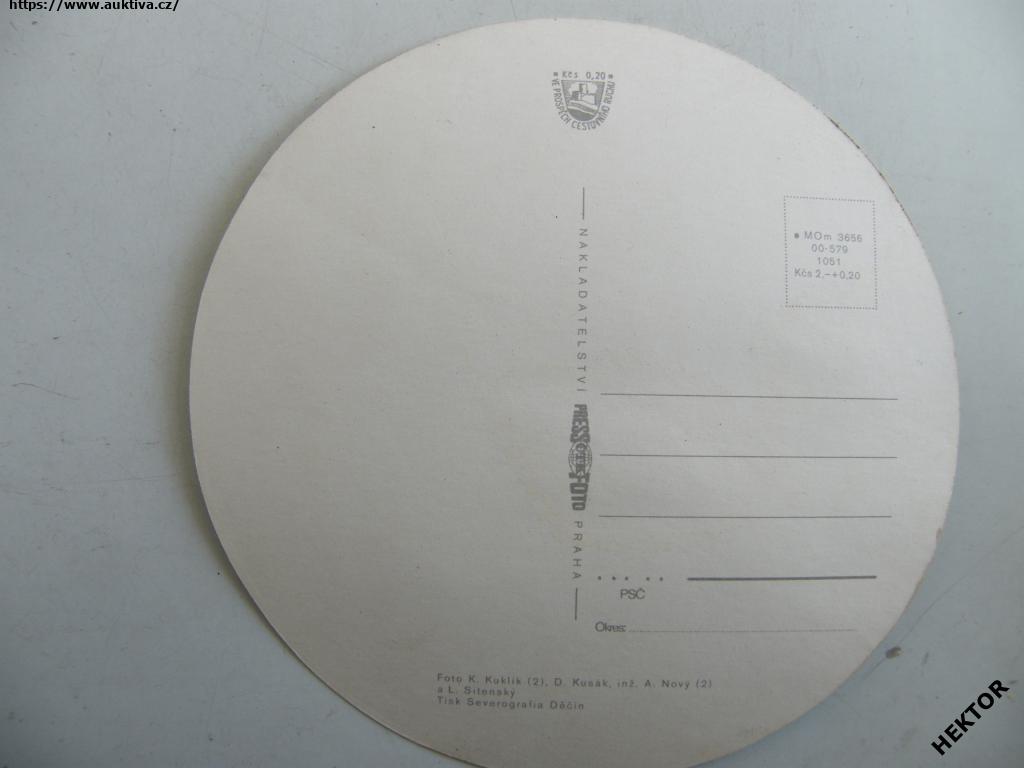 https://www.auktiva.cz/
* Kčs 0,20 *
VE PROSPĚCH CESTOVNÍHO RUCHU
MOm 3656
00-579
1051
Kčs 2,–+0,20
NAKLADATELSTVÍ PRESSFOTO PRAHA
PSČ
Okres:
Foto K. Kuklík (2), D. Kusák, inž. A. Nový (2)
a L. Sitenský
Tisk Severografia Děčín
HEKTOR